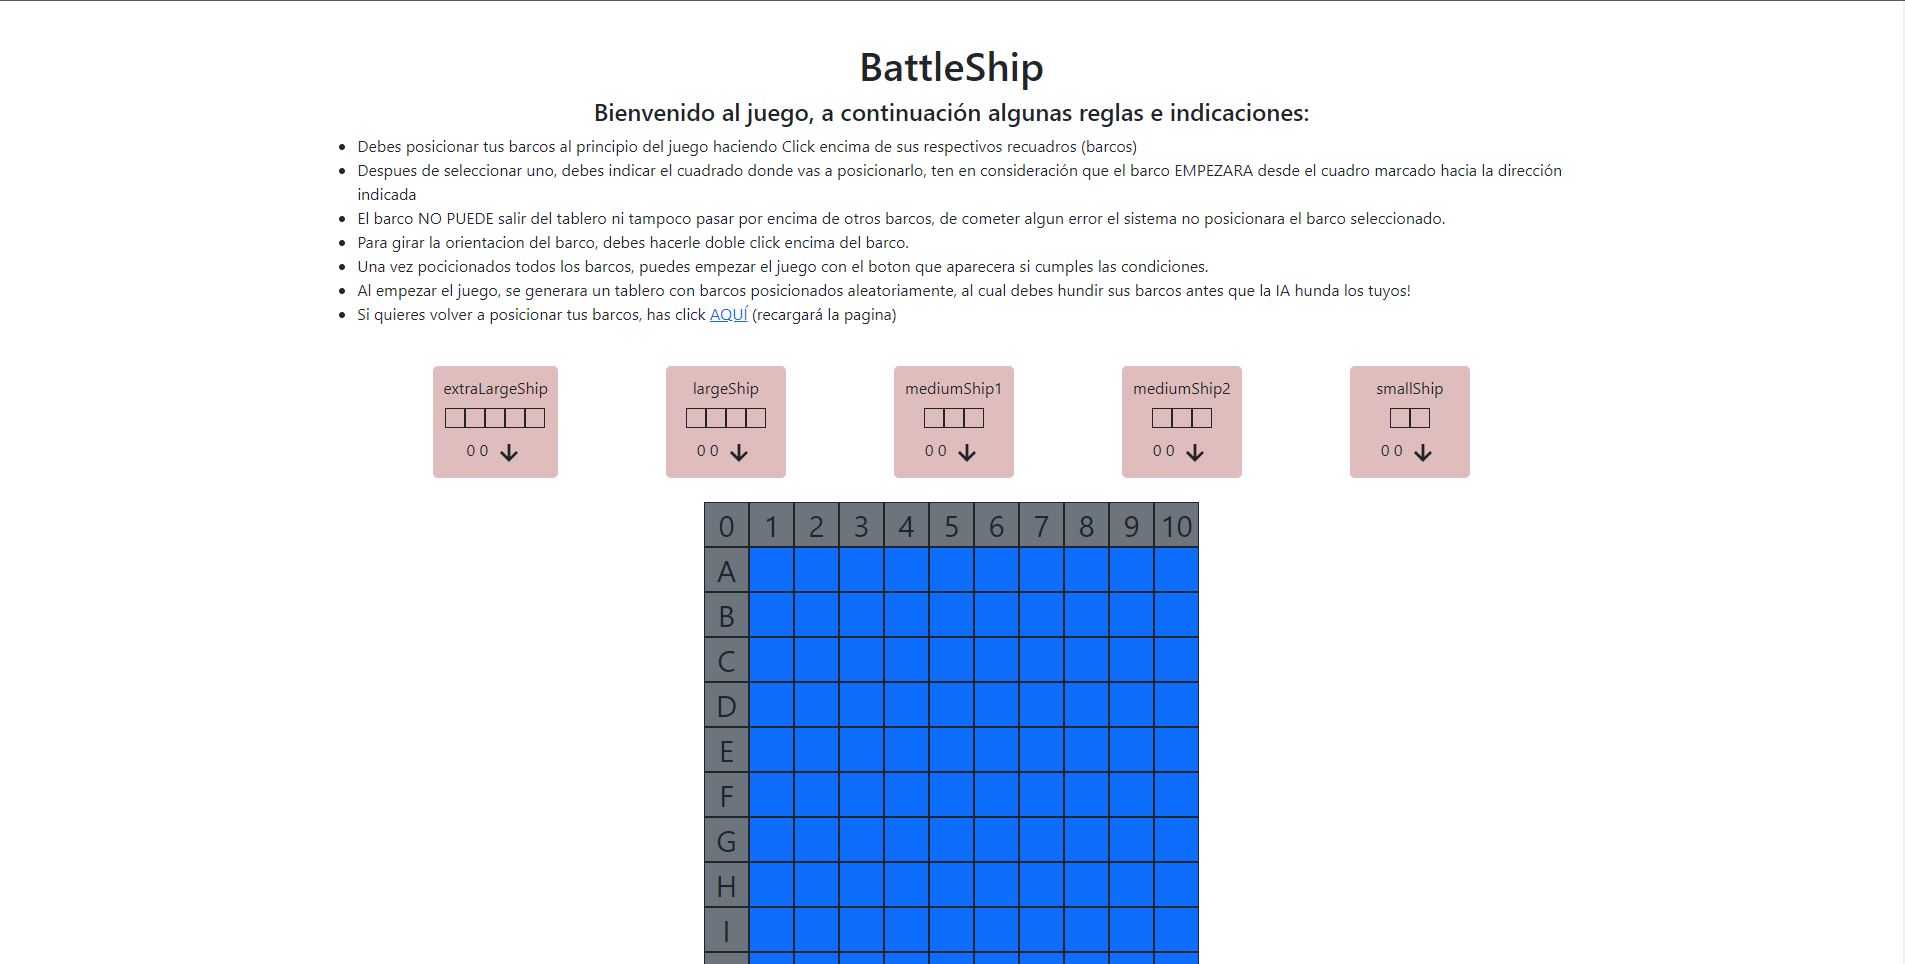 BattleShip
Bienvenido al juego, a continuación algunas reglas e indicaciones:
Debes posicionar tus barcos al principio del juego haciendo Click encima de sus respectivos recuadros (barcos)
Despues de seleccionar uno, debes indicar el cuadrado donde vas a posicionarlo, ten en consideración que el barco EMPEZARA desde el cuadro marcado hacia la dirección
indicada
El barco NO PUEDE salir del tablero ni tampoco pasar por encima de otros barcos, de cometer algun error el sistema no posicionara el barco seleccionado.
Para girar la orientacion del barco, debes hacerle doble click encima del barco.
Una vez pocicionados todos los barcos, puedes empezar el juego con el boton que aparecera si cumples las condiciones.
Al empezar el juego, se generara un tablero con barcos posicionados aleatoriamente, al cual debes hundir sus barcos antes que la IA hunda los tuyos!
Si quieres volver a posicionar tus barcos, has click AQUÍ (recargará la pagina)
extraLargeShip largeShip mediumShip1 mediumShip2 smallShip
0 0 0 0 0 0 0 0 0 0
0 1 2 3 4 5 6 7 8 9 10
A
B
C
D
E
F
G
H
I